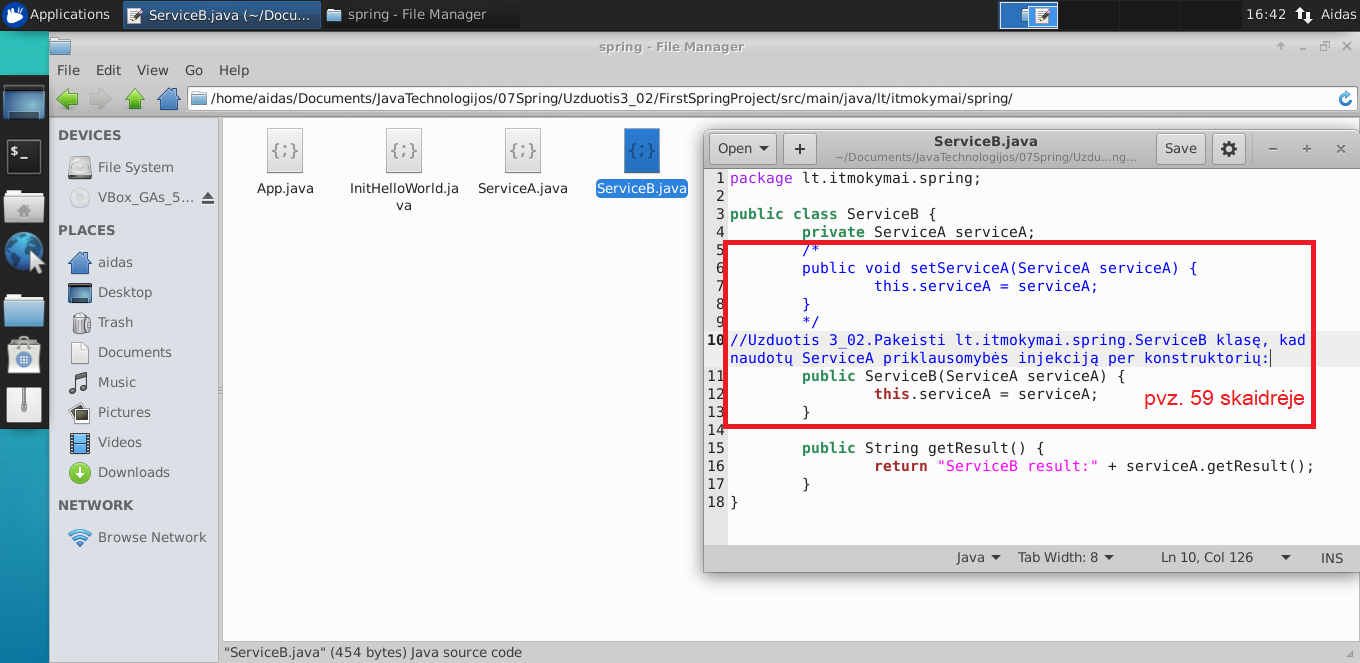 Applications
ServiceB.java (~/Docu...
spring - File Manager
16:42
Aidas
spring - File Manager
File Edit View Go Help
/home/aidas/Documents/JavaTechnologijos/07Spring/Uzduotis3_02/FirstSpringProject/src/main/java/lt/itmokymai/spring/
DEVICES
File System
VBox_GAs_5...
PLACES
aidas
Desktop
Trash
Documents
Music
Pictures
Videos
Downloads
NETWORK
Browse Network
App.java
InitHelloWorld.ja
va
ServiceA.java
ServiceB.java
"ServiceB.java" (454 bytes) Java source code
Open
ServiceB.java
~/Documents/JavaTechnologijos/07Spring/Uzdu...ng...
Save
1 package lt.itmokymai.spring;
2
3 public class ServiceB {
4 private ServiceA serviceA;
5 /*
6 public void setServiceA(ServiceA serviceA) {
7 this.serviceA = serviceA;
8 }
9 */
10 //Uzduotis 3_02.Pakeisti lt.itmokymai.spring.ServiceB klasę, kad
naudotų ServiceA priklausomybės injekciją per konstruktorių:
11 public ServiceB(ServiceA serviceA) {
12 this.serviceA = serviceA;
13 }
pvz. 59 skaidrėje
14
15 public String getResult() {
16 return "ServiceB result:" + serviceA.getResult();
17 }
18 }
Java Tab Width: 8 Ln 10, Col 126 INS